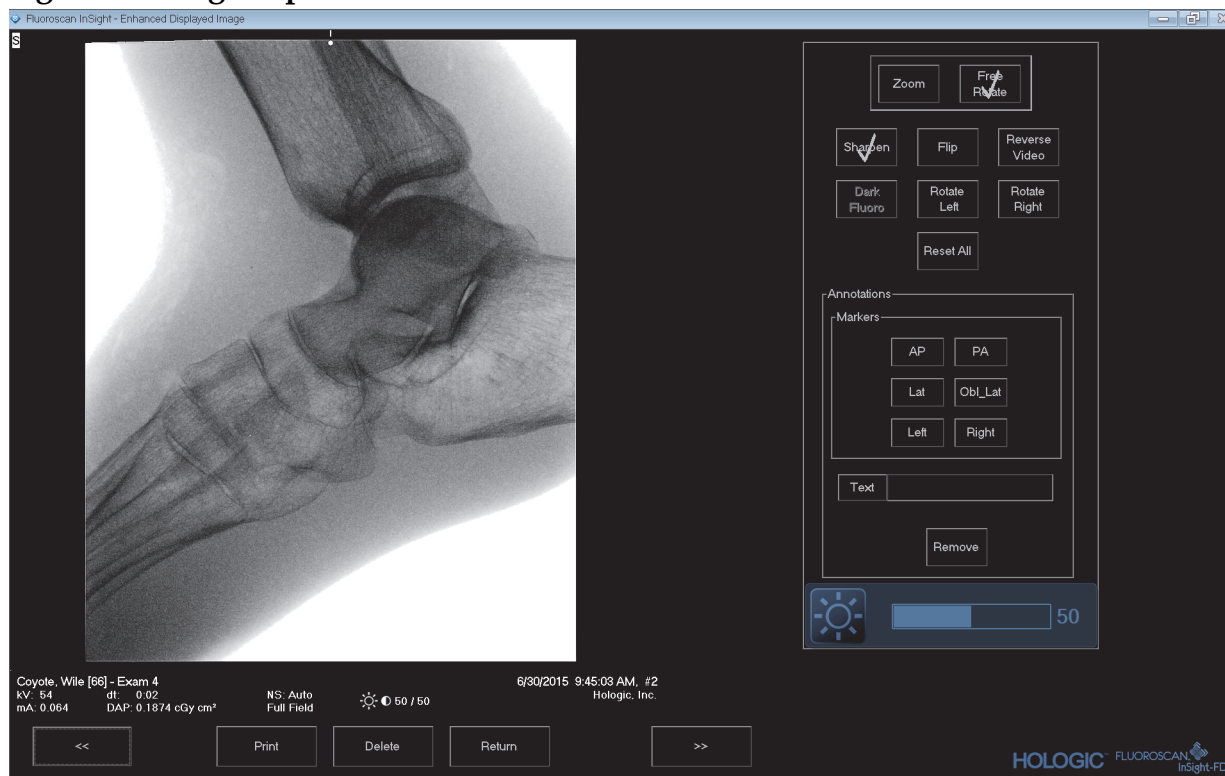 Fluoroscan InSight - Enhanced Displayed Image
S
Zoom
Free
Rotate
Sharpen
Flip
Reverse
Video
Dark
Fluoro
Rotate
Left
Rotate
Right
Reset All
Annotations
Markers
AP
PA
Lat
Obl_Lat
Left
Right
Text
Remove
50
Coyote, Wile [66] - Exam 4
6/30/2015 9:45:03 AM, #2
kV: 54 dt: 0:02 NS: Auto
Hologic, Inc.
mA: 0.064 DAP: 0.1874 cGy cm² Full Field
50 / 50
<<
Print
Delete
Return
>>
HOLOGIC™ FLUOROSCAN
InSight-FD